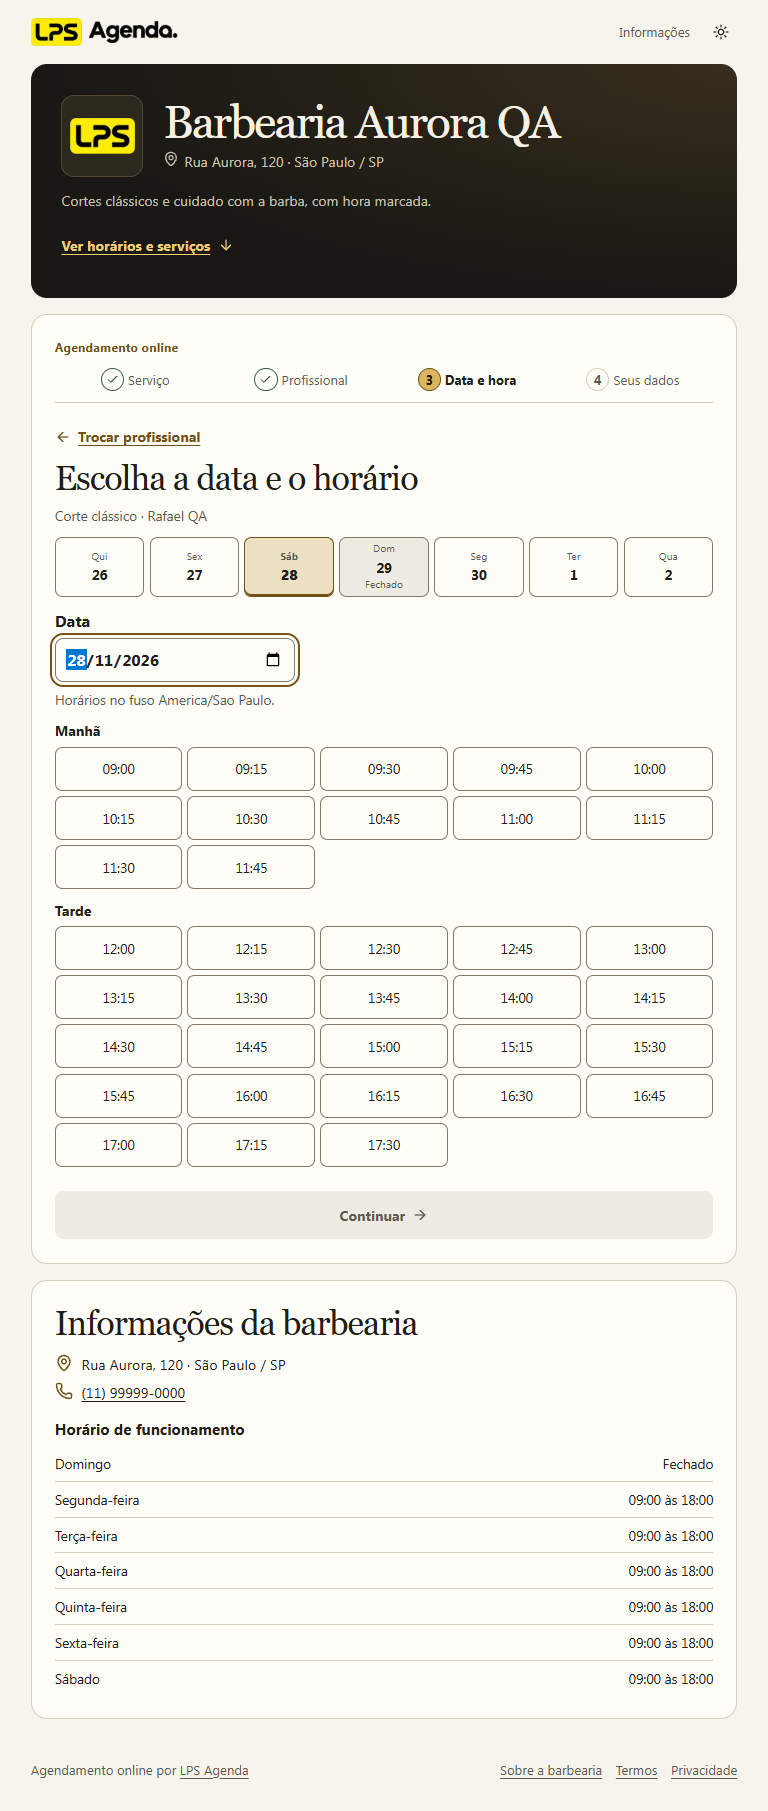 LPS Agenda.
Informações
LPS
Barbearia Aurora QA
Rua Aurora, 120 · São Paulo / SP
Cortes clássicos e cuidado com a barba, com hora marcada.
Ver horários e serviços
Agendamento online
Serviço
Profissional
3 Data e hora
4 Seus dados
Trocar profissional
Escolha a data e o horário
Corte clássico · Rafael QA
Qui
26
Sex
27
Sáb
28
Dom
29
Fechado
Seg
30
Ter
1
Qua
2
Data
28/11/2026
Horários no fuso America/Sao Paulo.
Manhã
09:00 09:15 09:30 09:45 10:00
10:15 10:30 10:45 11:00 11:15
11:30 11:45
Tarde
12:00 12:15 12:30 12:45 13:00
13:15 13:30 13:45 14:00 14:15
14:30 14:45 15:00 15:15 15:30
15:45 16:00 16:15 16:30 16:45
17:00 17:15 17:30
Continuar
Informações da barbearia
Rua Aurora, 120 · São Paulo / SP
(11) 99999-0000
Horário de funcionamento
Domingo Fechado
Segunda-feira 09:00 às 18:00
Terça-feira 09:00 às 18:00
Quarta-feira 09:00 às 18:00
Quinta-feira 09:00 às 18:00
Sexta-feira 09:00 às 18:00
Sábado 09:00 às 18:00
Agendamento online por LPS Agenda
Sobre a barbearia Termos Privacidade